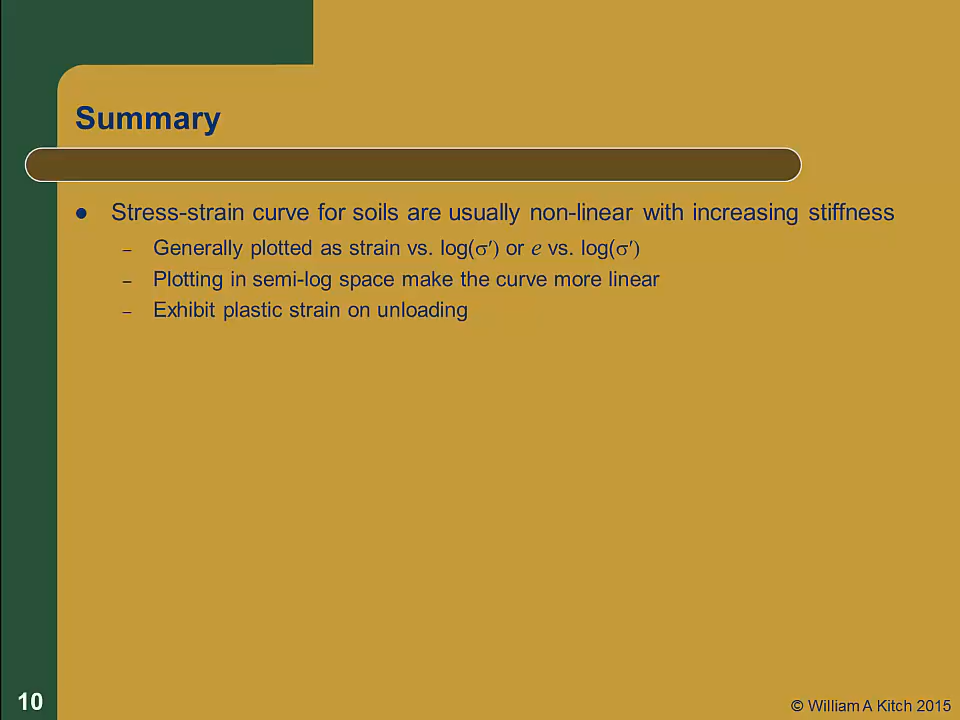 Summary
● Stress-strain curve for soils are usually non-linear with increasing stiffness
– Generally plotted as strain vs. log(σ′) or e vs. log(σ′)
– Plotting in semi-log space make the curve more linear
– Exhibit plastic strain on unloading
10
© William A Kitch 2015